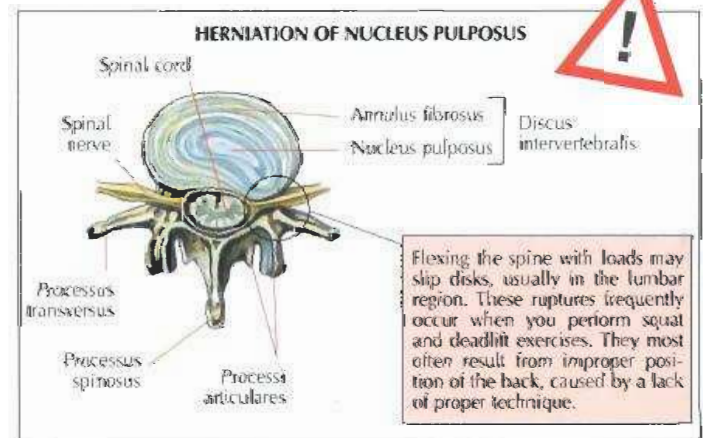 HERNIATION OF NUCLEUS PULPOSUS
!
Spinal cord
Annulus fibrosus
Nucleus pulposus
Discus
intervertebralis
Spinal
nerve
Flexing the spine with loads may
slip disks, usually in the lumbar
region. These ruptures frequently
occur when you perform squat
and deadlift exercises. They most
often result from improper posi-
tion of the back, caused by a lack
of proper technique.
Processus
transversus
Processus
spinosus
Processi
articulares